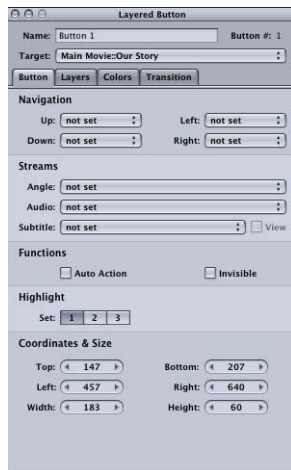 Layered Button
Name: Button 1 Button #: 1
Target: Main Movie::Our Story
Button Layers Colors Transition
Navigation
Up: not set Left: not set
Down: not set Right: not set
Streams
Angle: not set
Audio: not set
Subtitle: not set View
Functions
Auto Action Invisible
Highlight
Set: 1 2 3
Coordinates & Size
Top: 147 Bottom: 207
Left: 457 Right: 640
Width: 183 Height: 60